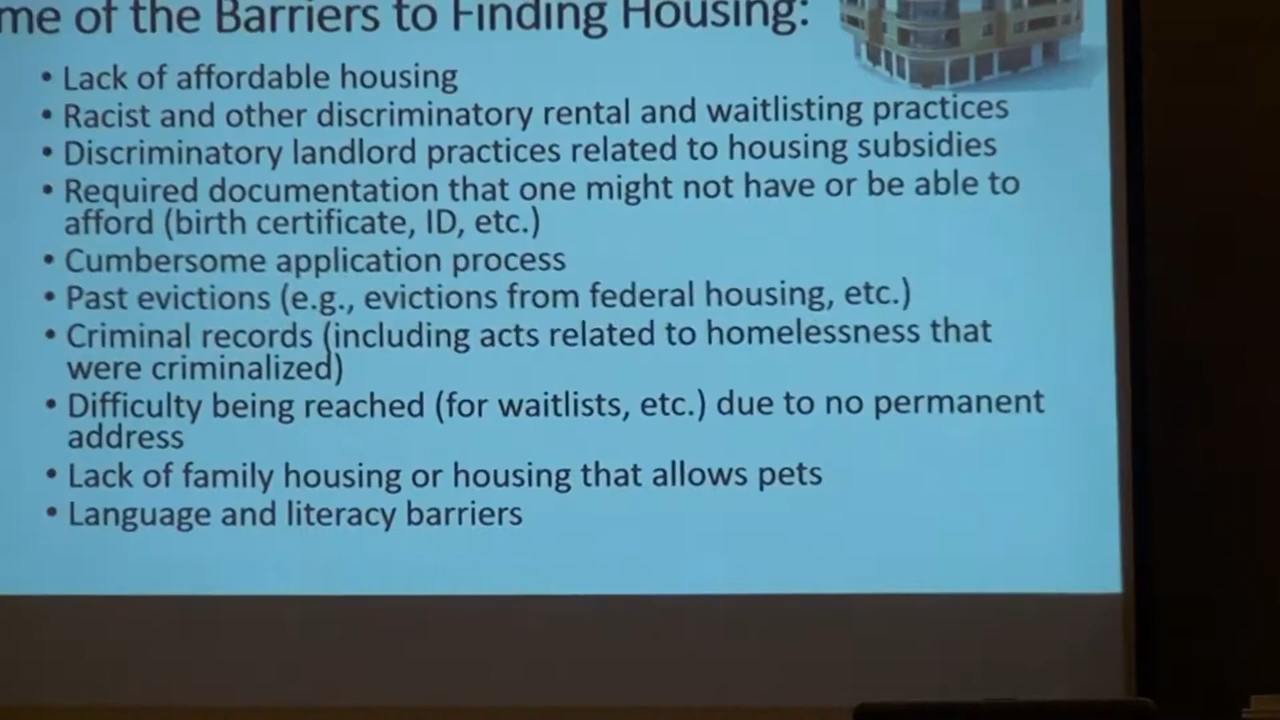 me of the Barriers to Finding Housing:
• Lack of affordable housing
• Racist and other discriminatory rental and waitlisting practices
• Discriminatory landlord practices related to housing subsidies
• Required documentation that one might not have or be able to
afford (birth certificate, ID, etc.)
• Cumbersome application process
• Past evictions (e.g., evictions from federal housing, etc.)
• Criminal records (including acts related to homelessness that
were criminalized)
• Difficulty being reached (for waitlists, etc.) due to no permanent
address
• Lack of family housing or housing that allows pets
• Language and literacy barriers